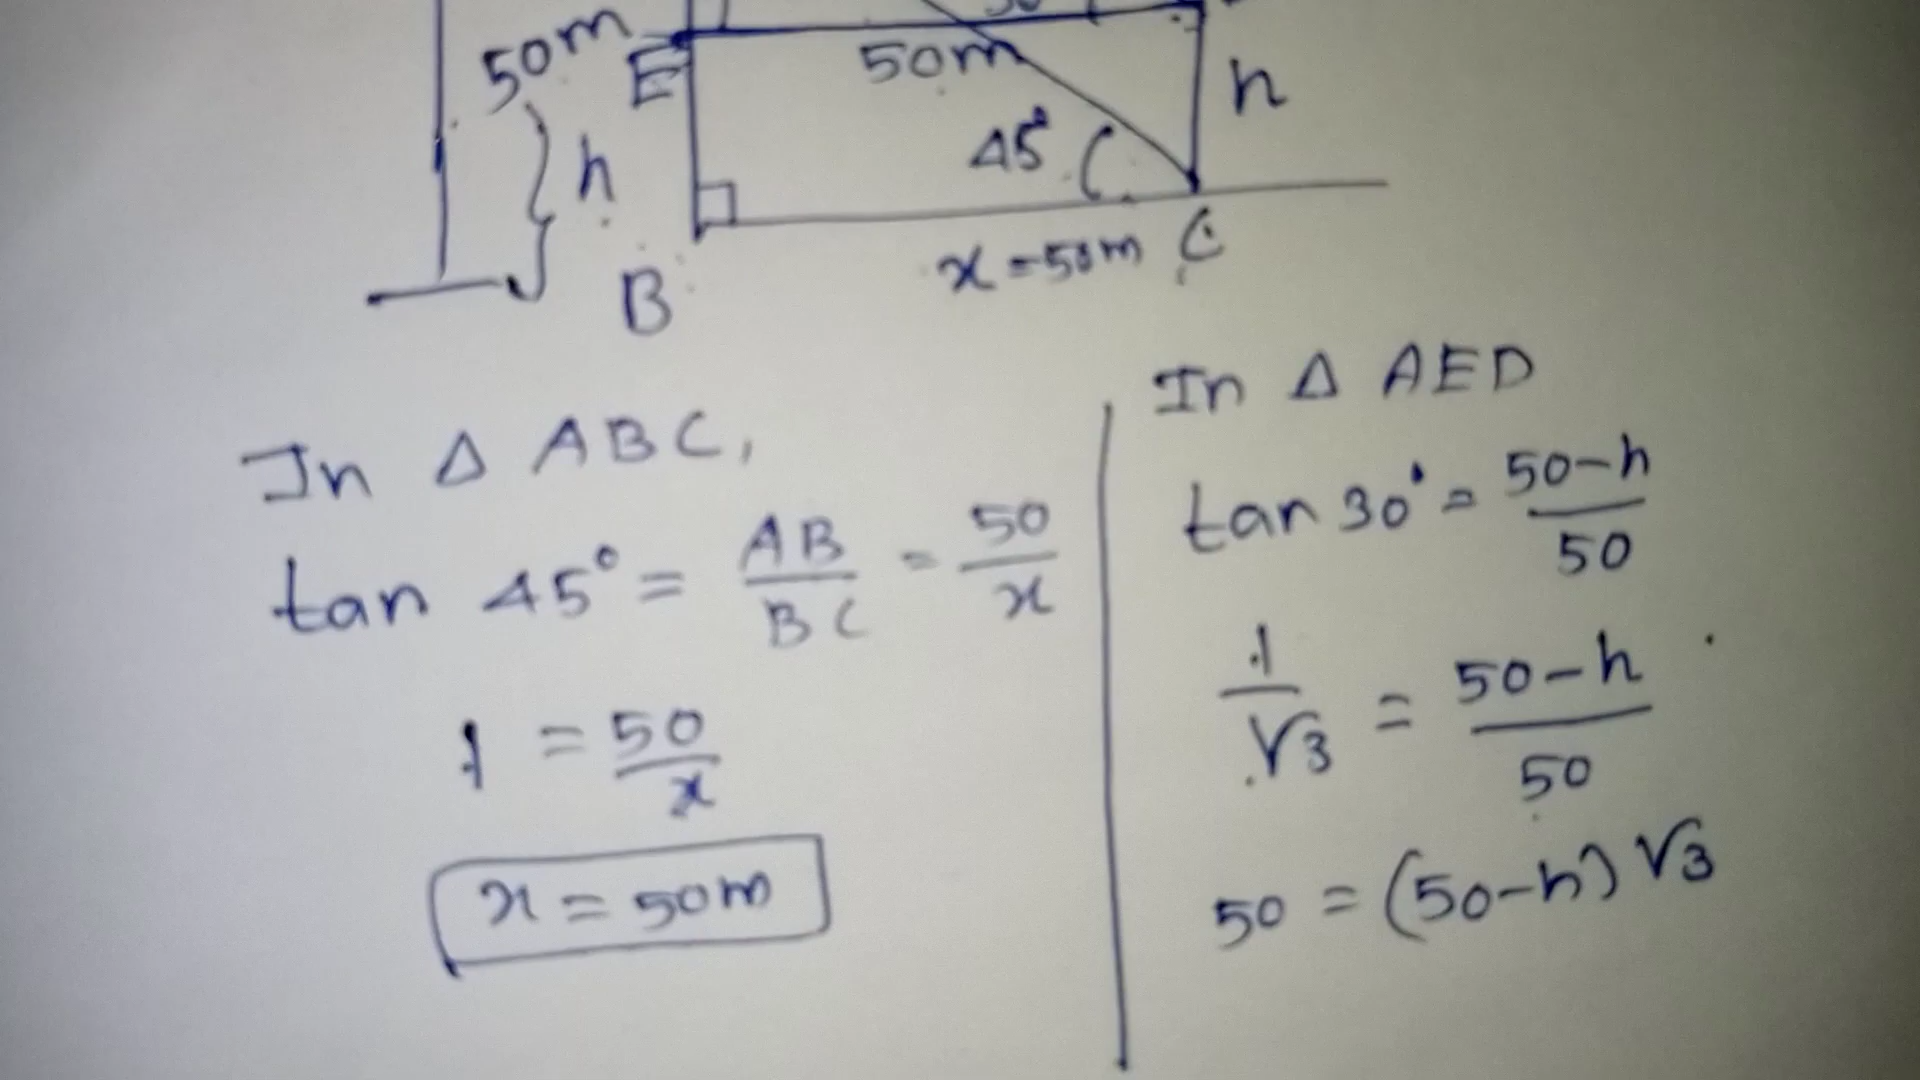 50m
E
50m
h
45°
h
B
x = 50m
C
In Δ ABC,
tan 45° = AB/BC = 50/x
1 = 50/x
x = 50m
In Δ AED
tan 30° = 50-h/50
1/√3 = 50-h/50
50 = (50-h) √3